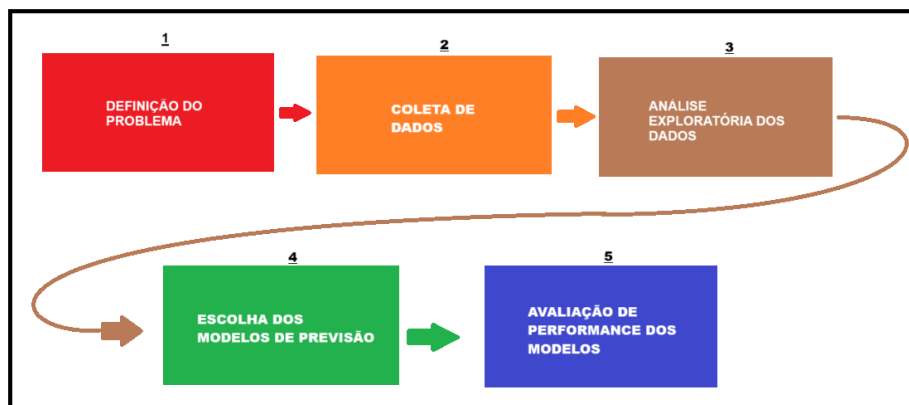 1
DEFINIÇÃO DO
PROBLEMA
2
COLETA DE
DADOS
3
ANÁLISE
EXPLORATÓRIA DOS
DADOS
4
ESCOLHA DOS
MODELOS DE PREVISÃO
5
AVALIAÇÃO DE
PERFORMANCE DOS
MODELOS